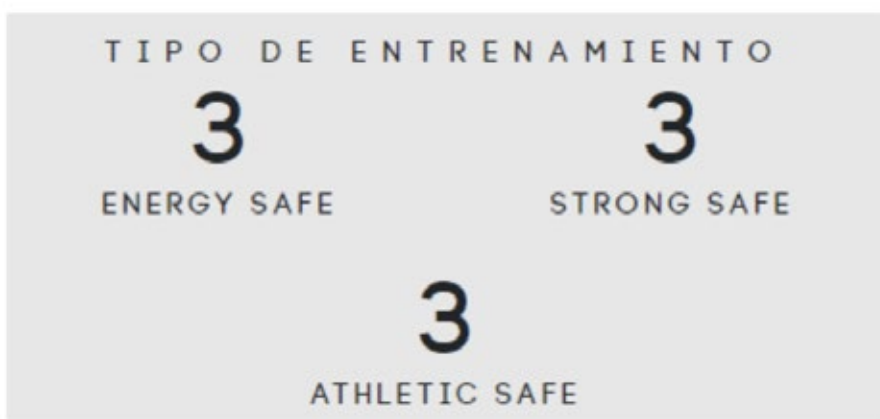 TIPO DE ENTRENAMIENTO
3 3
ENERGY SAFE STRONG SAFE
3
ATHLETIC SAFE